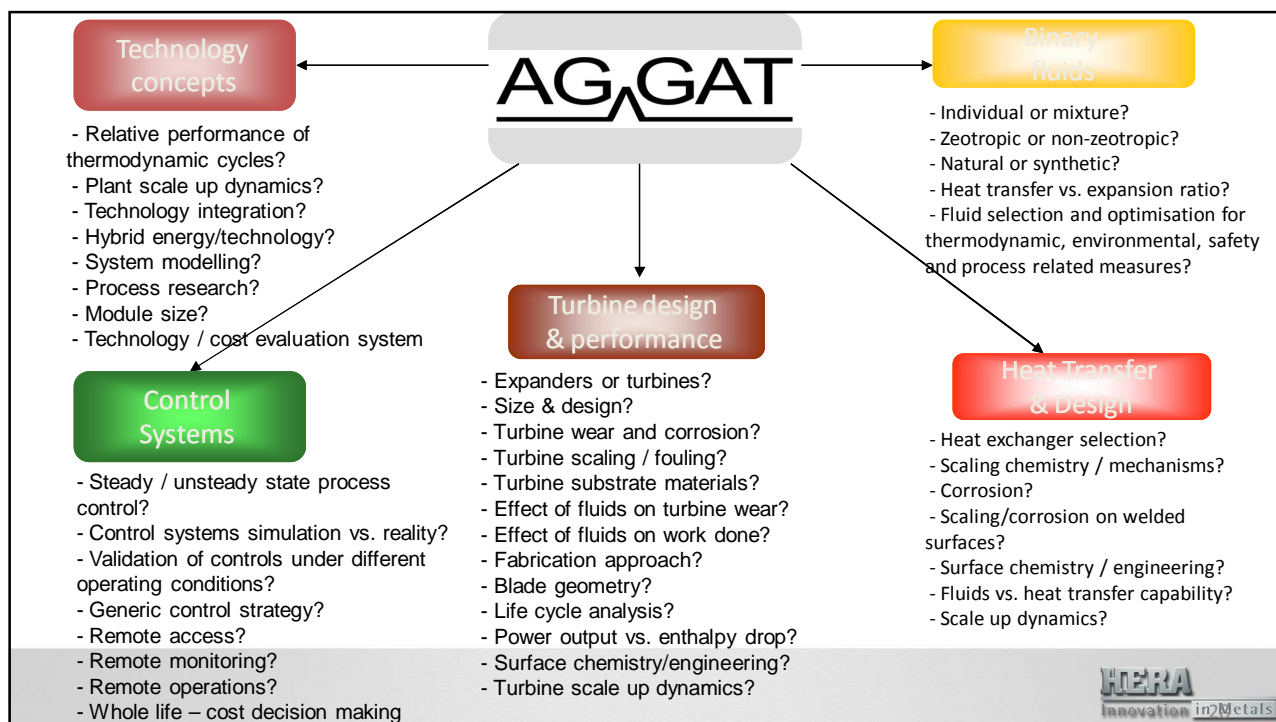 AGGAT
Technology
concepts
- Relative performance of
thermodynamic cycles?
- Plant scale up dynamics?
- Technology integration?
- Hybrid energy/technology?
- System modelling?
- Process research?
- Module size?
- Technology / cost evaluation system
Binary
fluids
- Individual or mixture?
- Zeotropic or non-zeotropic?
- Natural or synthetic?
- Heat transfer vs. expansion ratio?
- Fluid selection and optimisation for
thermodynamic, environmental, safety
and process related measures?
Control
Systems
- Steady / unsteady state process
control?
- Control systems simulation vs. reality?
- Validation of controls under different
operating conditions?
- Generic control strategy?
- Remote access?
- Remote monitoring?
- Remote operations?
- Whole life – cost decision making
Turbine design
& performance
- Expanders or turbines?
- Size & design?
- Turbine wear and corrosion?
- Turbine scaling / fouling?
- Turbine substrate materials?
- Effect of fluids on turbine wear?
- Effect of fluids on work done?
- Fabrication approach?
- Blade geometry?
- Life cycle analysis?
- Power output vs. enthalpy drop?
- Surface chemistry/engineering?
- Turbine scale up dynamics?
Heat Transfer
& Design
- Heat exchanger selection?
- Scaling chemistry / mechanisms?
- Corrosion?
- Scaling/corrosion on welded
surfaces?
- Surface chemistry / engineering?
- Fluids vs. heat transfer capability?
- Scale up dynamics?
HERA
Innovation in Metals